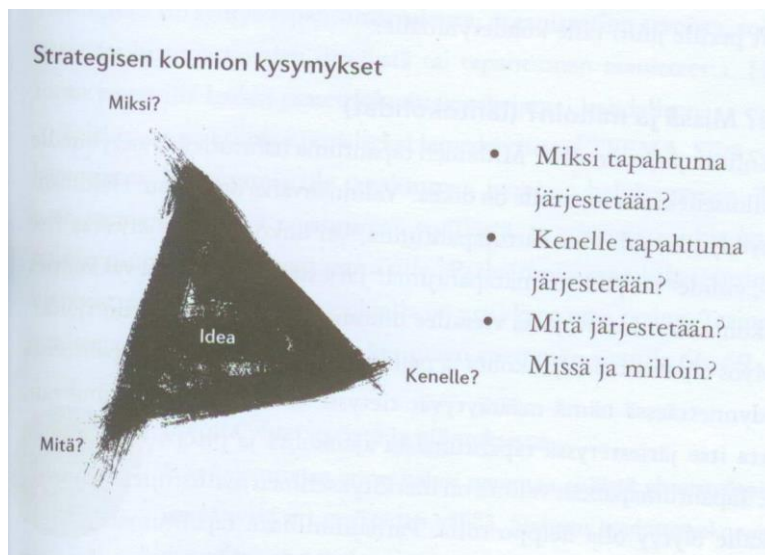 Strategisen kolmion kysymykset
Miksi?
Idea
Kenelle?
Mitä?
• Miksi tapahtuma
järjestetään?
• Kenelle tapahtuma
järjestetään?
• Mitä järjestetään?
Missä ja milloin?